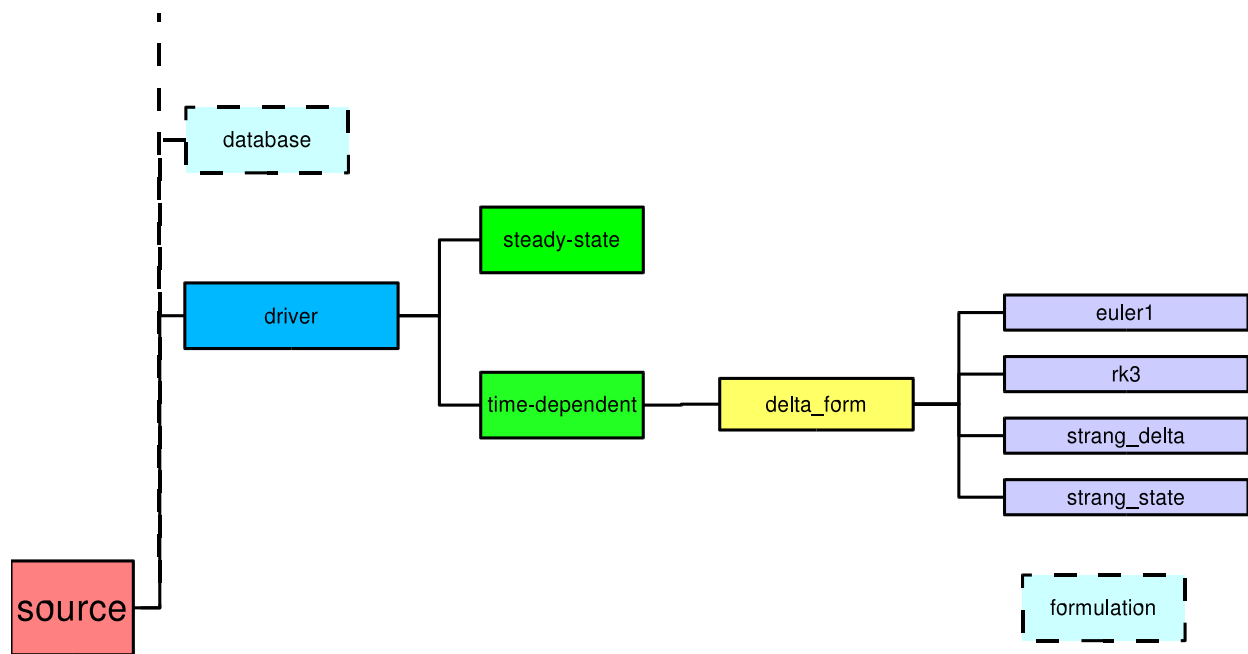 database
steady-state
driver
euler1
rk3
time-dependent
delta_form
strang_delta
strang_state
source
formulation